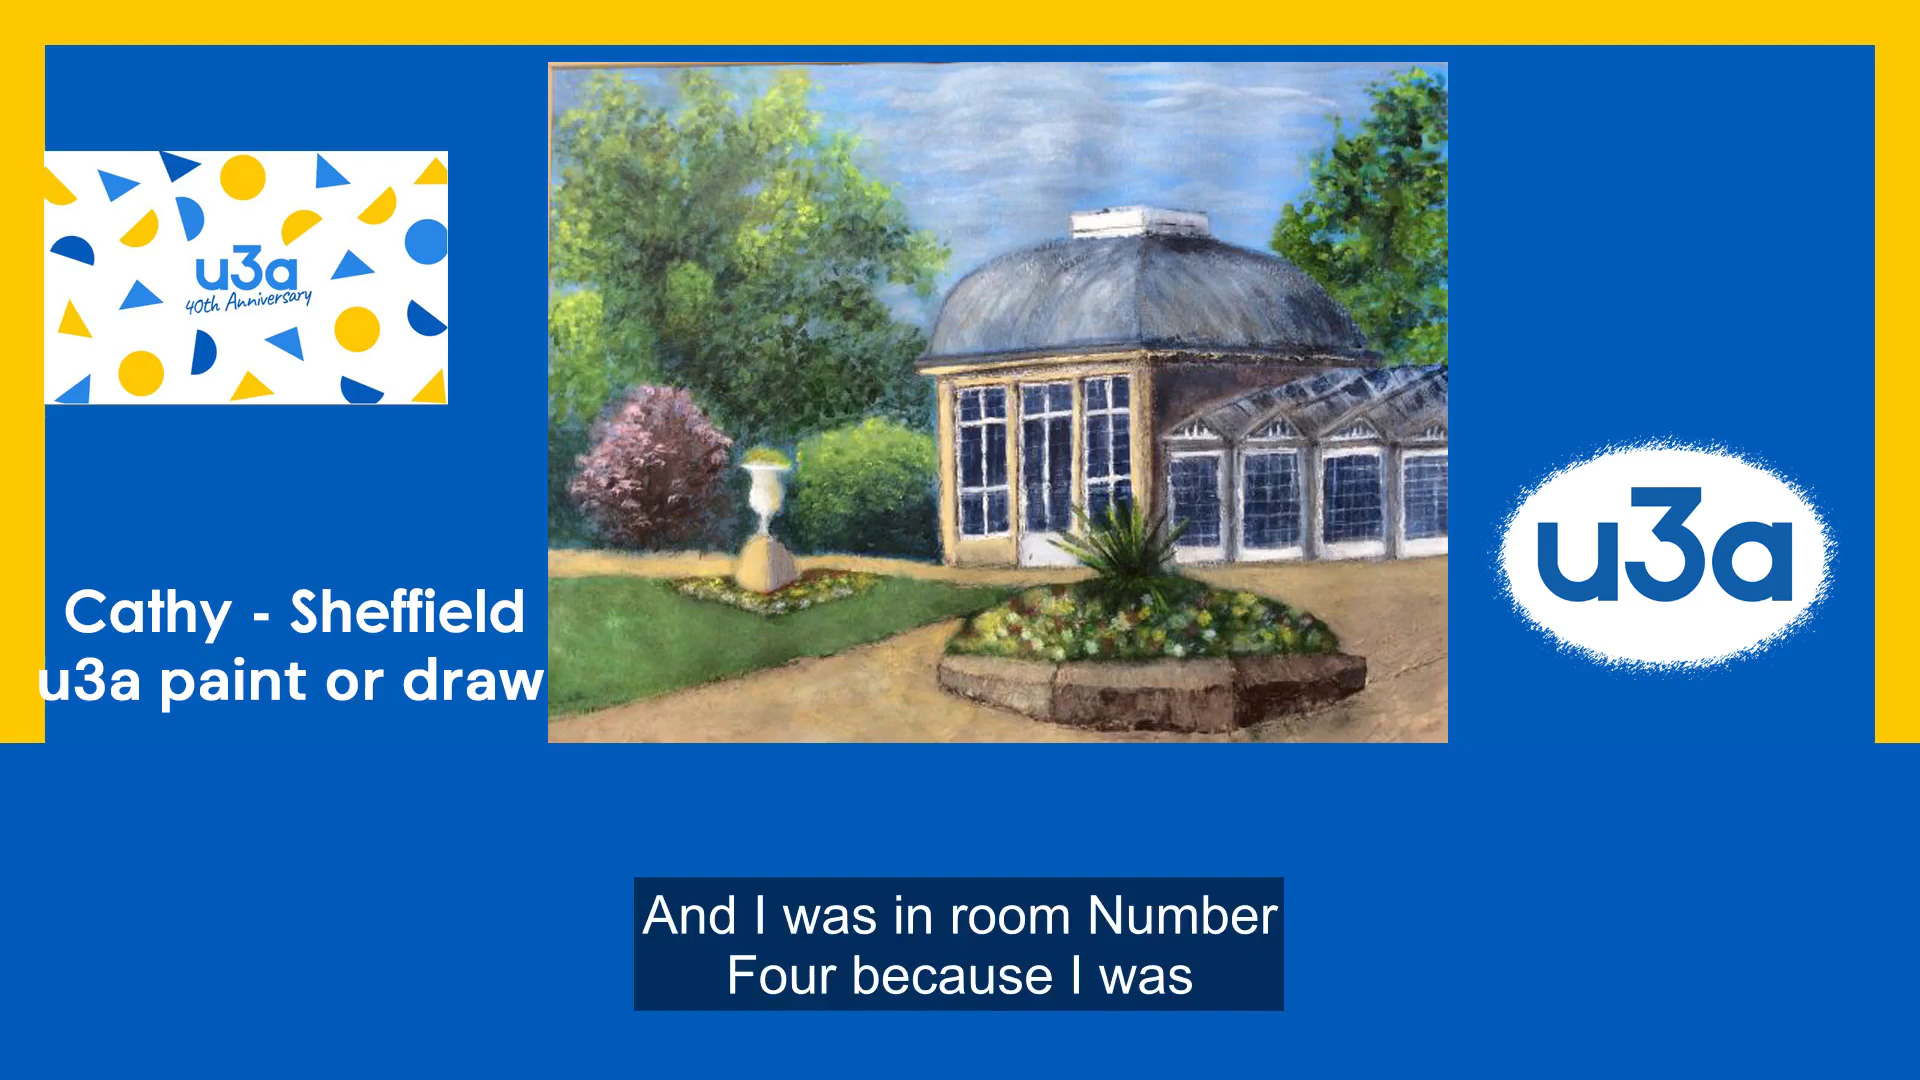 u3a
40th Anniversary
Cathy - Sheffield
u3a paint or draw
u3a
And I was in room Number
Four because I was